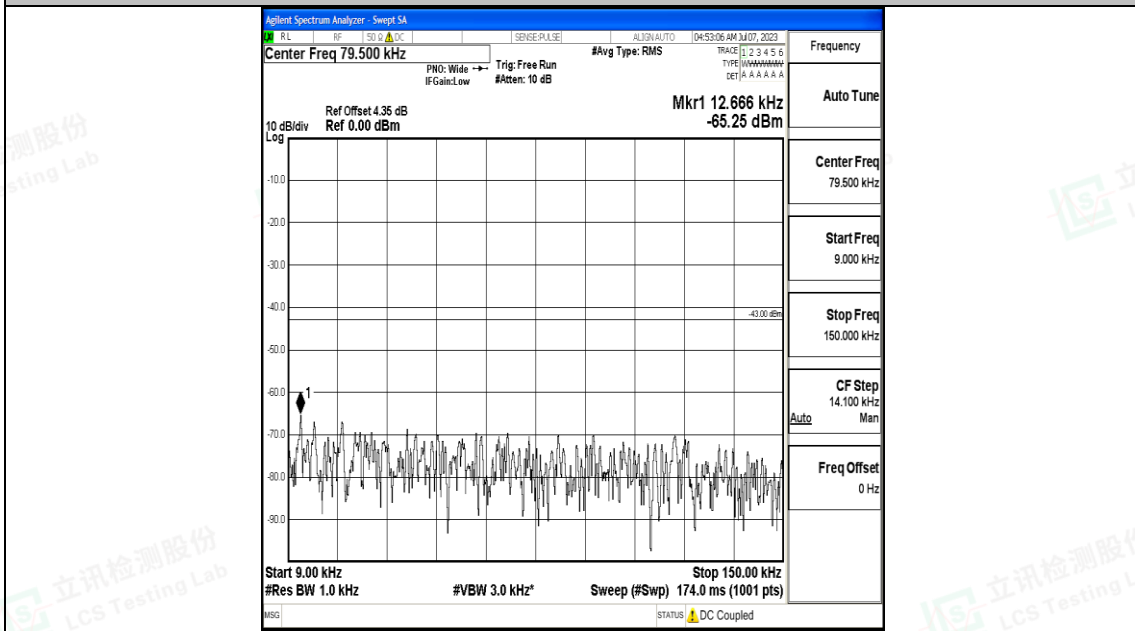 Agilent Spectrum Analyzer - Swept SA
RL RF 50 Ω DC SENSE:PULSE ALIGN AUTO 04:53:06 AM Jul 07, 2023
Center Freq 79.500 kHz
PNO: Wide
IFGain:Low
Trig: Free Run
#Atten: 10 dB
#Avg Type: RMS
TRACE 1 2 3 4 5 6
TYPE
DET A A A A A A
Ref Offset 4.35 dB
10 dB/div Ref 0.00 dBm
Log
Mkr1 12.666 kHz
-65.25 dBm
-10.0
-20.0
-30.0
-40.0
-43.00 dBm
-50.0
-60.0
1
-70.0
-80.0
-90.0
Start 9.00 kHz
Stop 150.00 kHz
#Res BW 1.0 kHz
#VBW 3.0 kHz*
Sweep (#Swp) 174.0 ms (1001 pts)
MSG
STATUS DC Coupled
Frequency
Auto Tune
Center Freq
79.500 kHz
Start Freq
9.000 kHz
Stop Freq
150.000 kHz
CF Step
14.100 kHz
Auto Man
Freq Offset
0 Hz
立讯检测股份
LCS Testing Lab
立讯检测股份
LCS Testing L